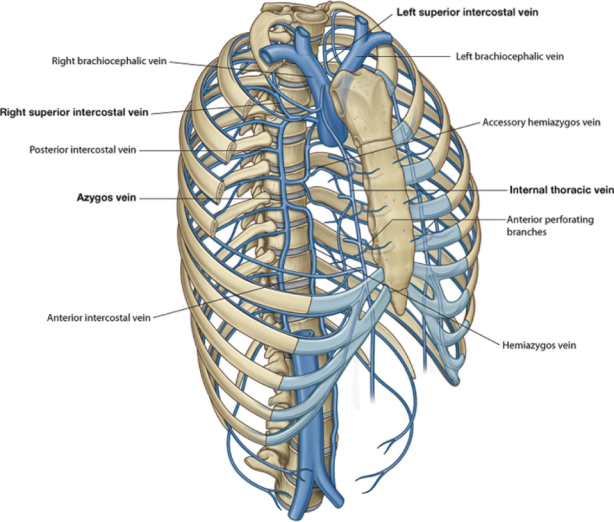 Left superior intercostal vein
Right brachiocephalic vein
Left brachiocephalic vein
Right superior intercostal vein
Accessory hemiazygos vein
Posterior intercostal vein
Azygos vein
Internal thoracic vein
Anterior perforating
branches
Anterior intercostal vein
Hemiazygos vein